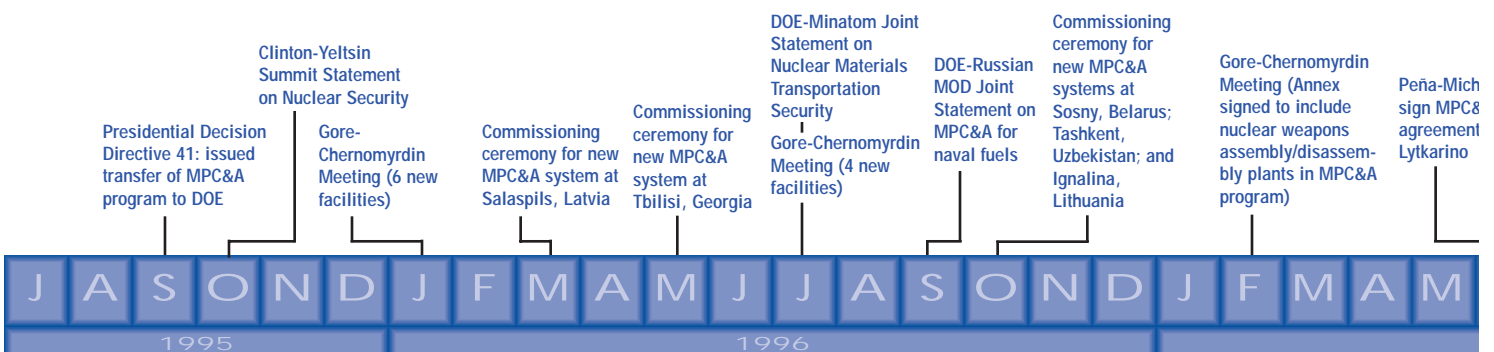 Presidential Decision
Directive 41: issued
transfer of MPC&A
program to DOE
Clinton-Yeltsin
Summit Statement
on Nuclear Security
Gore-
Chernomyrdin
Meeting (6 new
facilities)
Commissioning
ceremony for new
MPC&A system at
Salaspils, Latvia
Commissioning
ceremony for
new MPC&A
system at
Tbilisi, Georgia
DOE-Minatom Joint
Statement on
Nuclear Materials
Transportation
Security
Gore-Chernomyrdin
Meeting (4 new
facilities)
DOE-Russian
MOD Joint
Statement on
MPC&A for
naval fuels
Commissioning
ceremony for
new MPC&A
systems at
Sosny, Belarus;
Tashkent,
Uzbekistan; and
Ignalina,
Lithuania
Gore-Chernomyrdin
Meeting (Annex
signed to include
nuclear weapons
assembly/disassem-
bly plants in MPC&A
program)
Peña-Mich
sign MPC&
agreement
Lytkarino
J A S O N D J F M A M J J A S O N D J F M A M
1995 1996